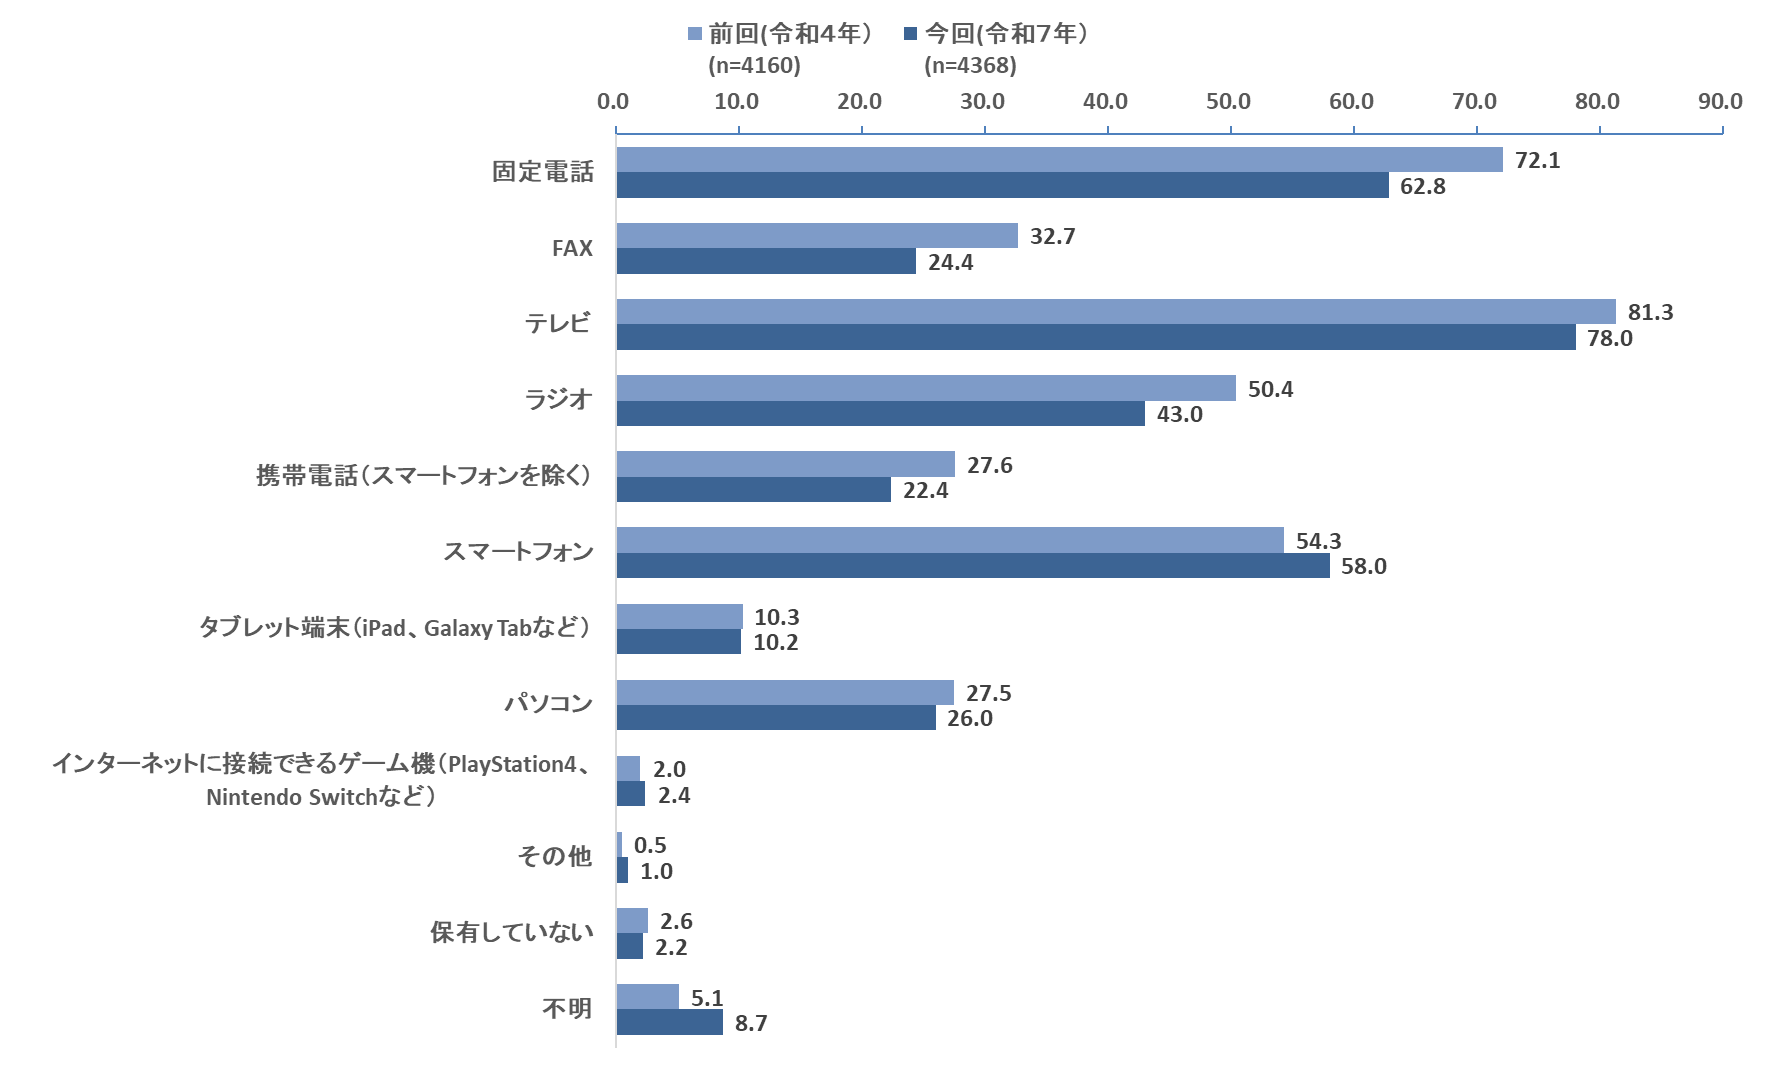 前回(令和４年） 今回(令和７年）
(n=4160) (n=4368)
0.0 10.0 20.0 30.0 40.0 50.0 60.0 70.0 80.0 90.0
固定電話
72.1
62.8
FAX
32.7
24.4
テレビ
81.3
78.0
ラジオ
50.4
43.0
携帯電話（スマートフォンを除く）
27.6
22.4
スマートフォン
54.3
58.0
タブレット端末（iPad、Galaxy Tabなど）
10.3
10.2
パソコン
27.5
26.0
インターネットに接続できるゲーム機（PlayStation4、
Nintendo Switchなど）
2.0
2.4
その他
0.5
1.0
保有していない
2.6
2.2
不明
5.1
8.7